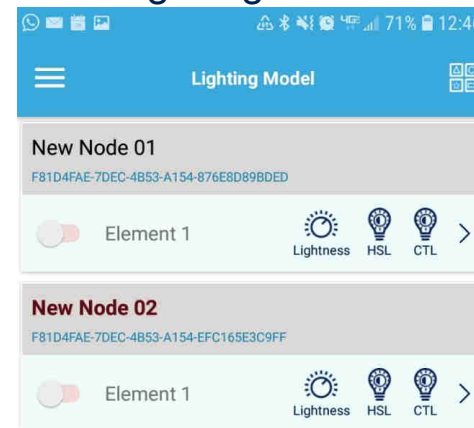 71% 12:4
Lighting Model
New Node 01
F81D4FAE-7DEC-4B53-A154-876E8D89BDED
Element 1
Lightness HSL CTL
New Node 02
F81D4FAE-7DEC-4B53-A154-EFC165E3C9FF
Element 1
Lightness HSL CTL